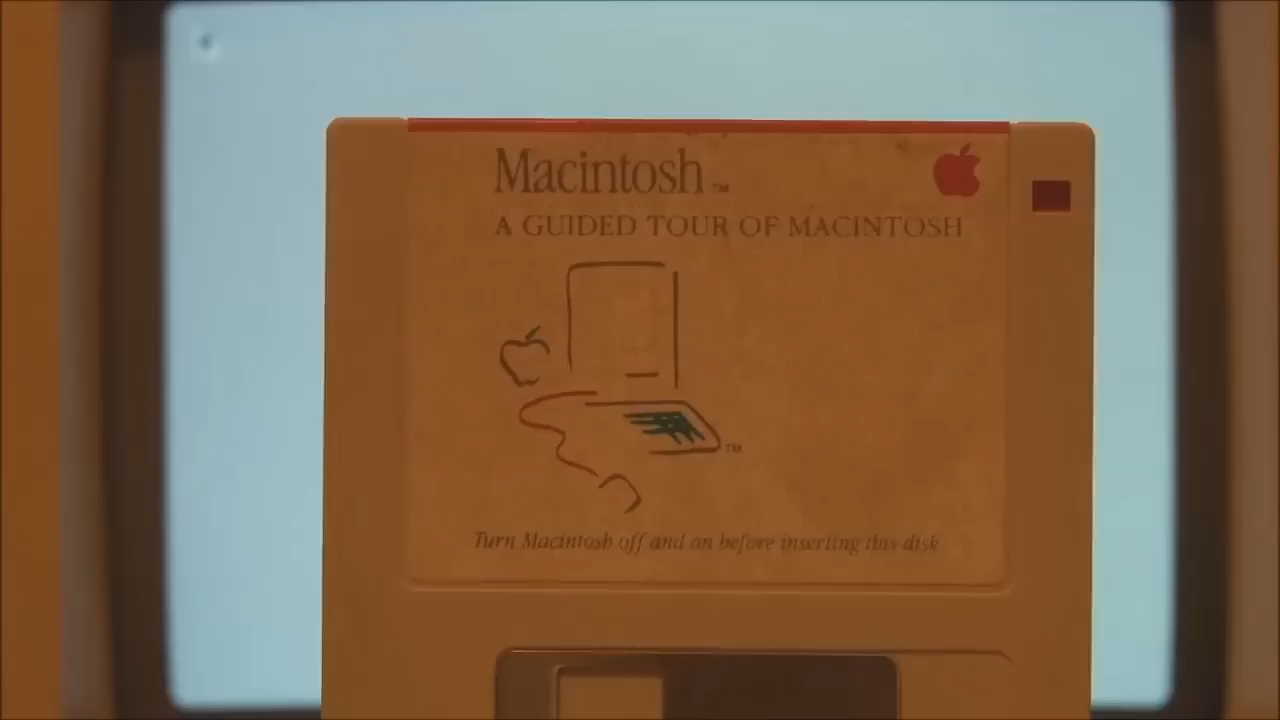 Macintosh™
A GUIDED TOUR OF MACINTOSH
™
Turn Macintosh off and on before inserting this disk